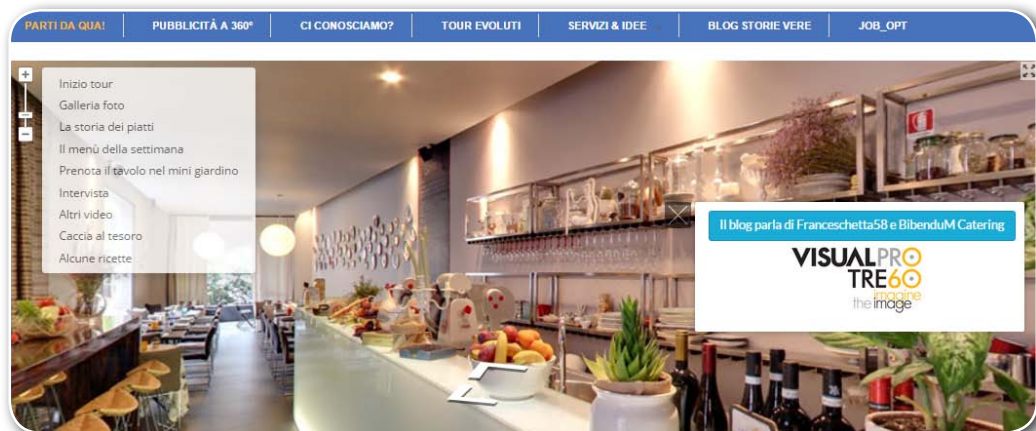 PARTI DA QUA!
PUBBLICITÀ A 360°
CI CONOSCIAMO?
TOUR EVOLUTI
SERVIZI & IDEE
BLOG STORIE VERE
JOB_OPT
Inizio tour
Galleria foto
La storia dei piatti
Il menù della settimana
Prenota il tavolo nel mini giardino
Intervista
Altri video
Caccia al tesoro
Alcune ricette
Il blog parla di Franceschetta58 e BibenduM Catering
VISUALPRO
TRE60
imagine
the image